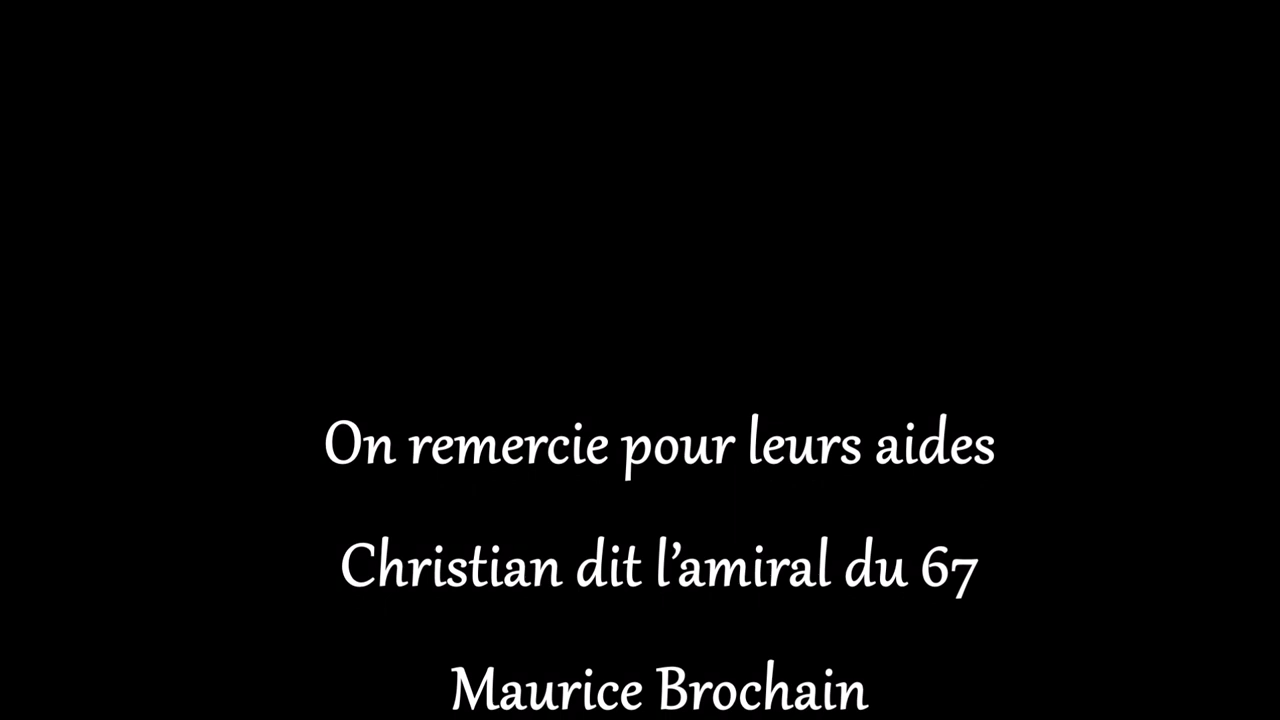 On remercie pour leurs aides
Christian dit l’amiral du 67
Maurice Brochain